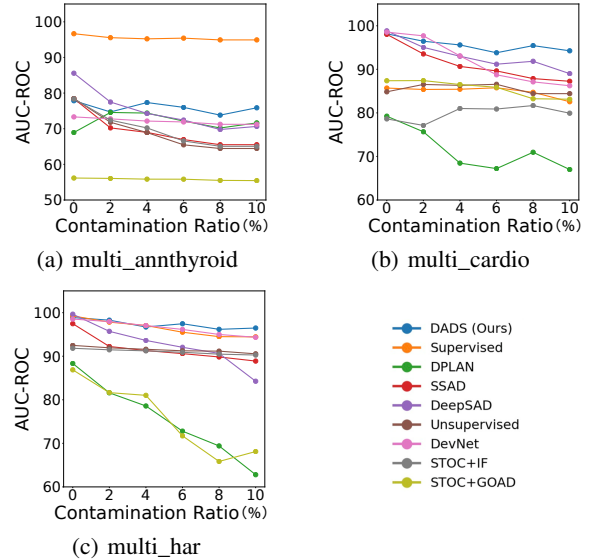 100
90
80
70
60
50
AUC-ROC
0 2 4 6 8 10
Contamination Ratio(%)
(a) multi_annthyroid
100
90
80
70
60
AUC-ROC
0 2 4 6 8 10
Contamination Ratio(%)
(b) multi_cardio
100
90
80
70
60
AUC-ROC
0 2 4 6 8 10
Contamination Ratio(%)
(c) multi_har
DADS (Ours)
Supervised
DPLAN
SSAD
DeepSAD
Unsupervised
DevNet
STOC+IF
STOC+GOAD